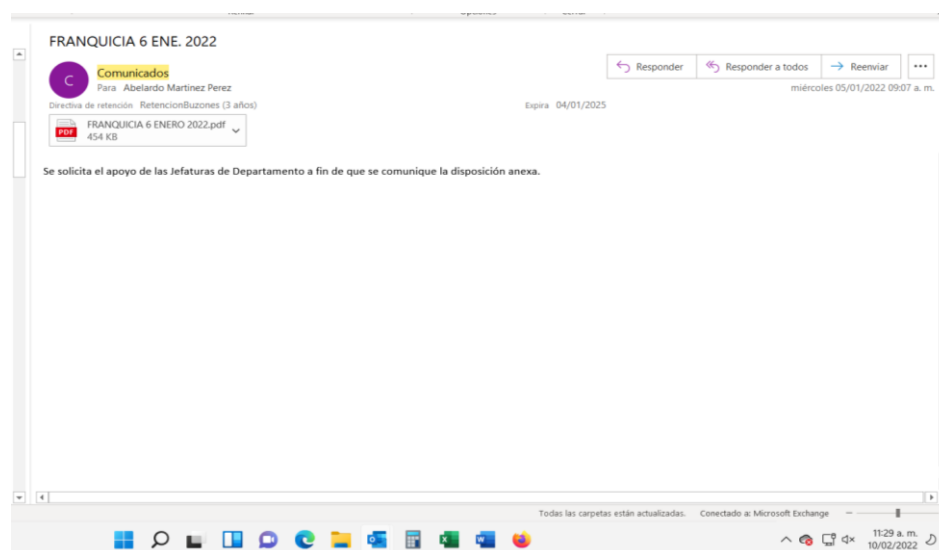 FRANQUICIA 6 ENE. 2022
C
Comunicados
Para Abelardo Martinez Perez
Responder
Responder a todos
Reenviar
miércoles 05/01/2022 09:07 a. m.
Directiva de retención RetencionBuzones (3 años)
Expira 04/01/2025
PDF
FRANQUICIA 6 ENERO 2022.pdf
454 KB
Se solicita el apoyo de las Jefaturas de Departamento a fin de que se comunique la disposición anexa.
Todas las carpetas están actualizadas. Conectado a: Microsoft Exchange
11:29 a. m.
10/02/2022